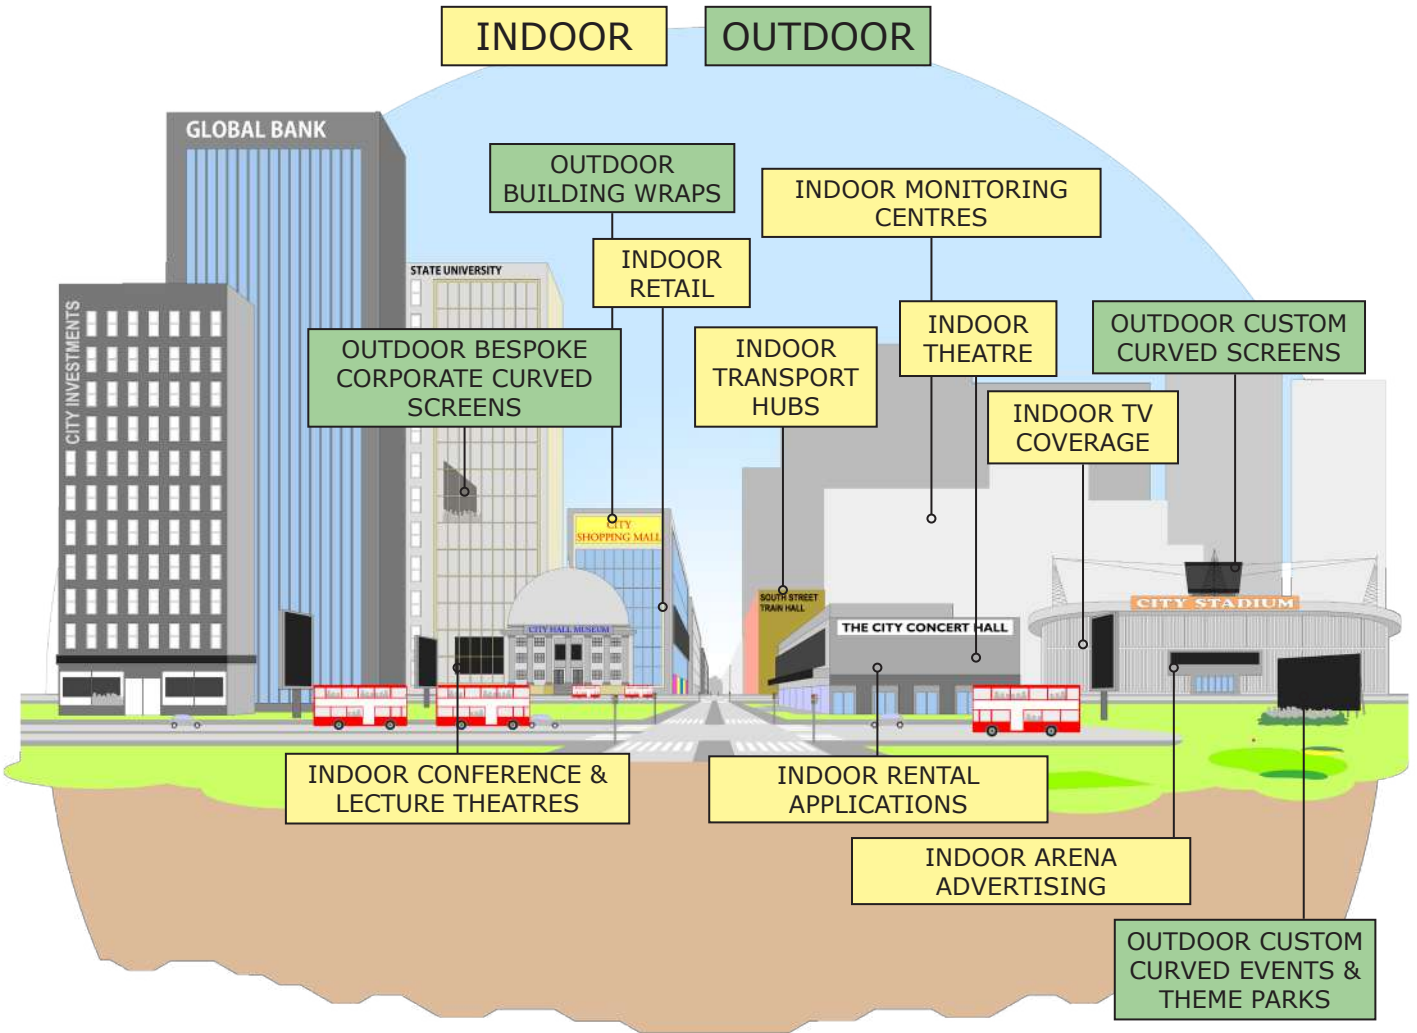 INDOOR
OUTDOOR
GLOBAL BANK
OUTDOOR
BUILDING WRAPS
INDOOR MONITORING
CENTRES
INDOOR
RETAIL
STATE UNIVERSITY
CITY INVESTMENTS
OUTDOOR BESPOKE
CORPORATE CURVED
SCREENS
INDOOR
TRANSPORT
HUBS
INDOOR
THEATRE
OUTDOOR CUSTOM
CURVED SCREENS
INDOOR TV
COVERAGE
CITY
SHOPPING MALL
SOUTH STREET
TRAIN HALL
CITY STADIUM
CITY HALL MUSEUM
THE CITY CONCERT HALL
INDOOR CONFERENCE &
LECTURE THEATRES
INDOOR RENTAL
APPLICATIONS
INDOOR ARENA
ADVERTISING
OUTDOOR CUSTOM
CURVED EVENTS &
THEME PARKS